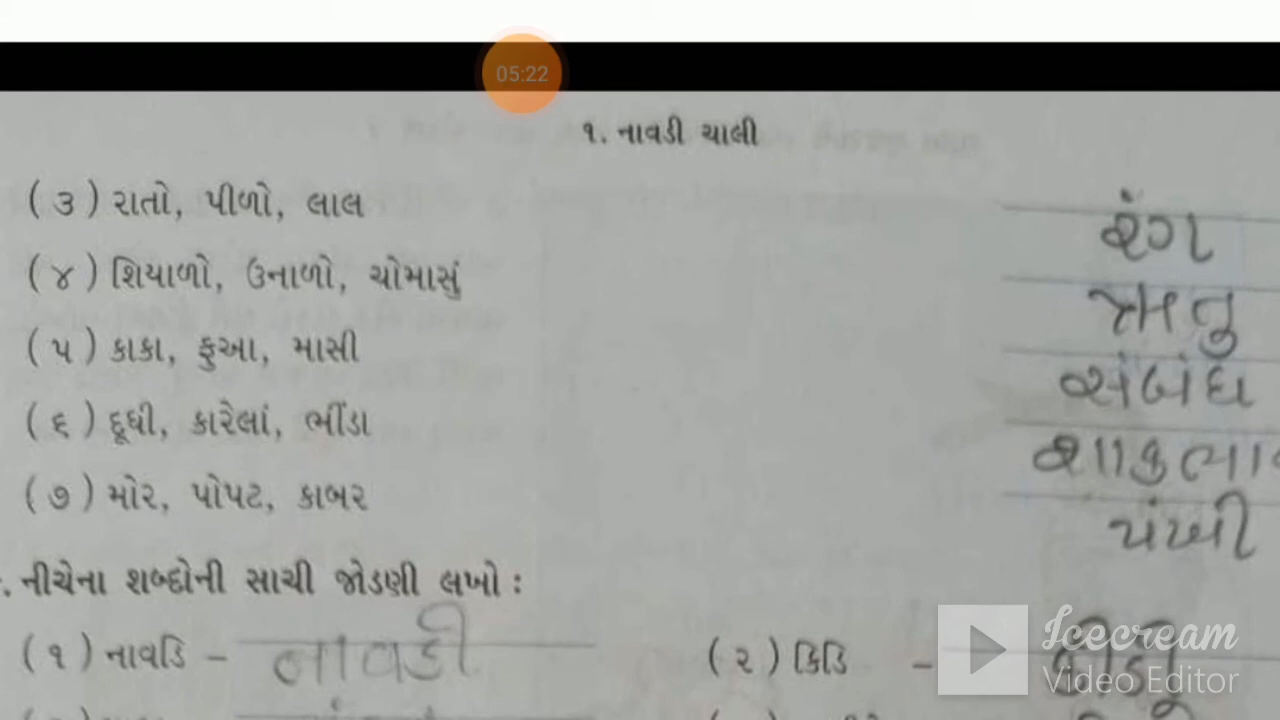 05:22
૧. નાવડી ચાલી
(૩) રાતો, પીળો, લાલ રંગ
(૪) શિયાળો, ઉનાળો, ચોમાસું ઋતુ
(૫) કાકા, ફુઆ, માસી સંબંધ
(૬) દૂધી, કારેલાં, ભીંડા
(૭) મોર, પોપટ, કાબર પંખી
નીચેના શબ્દોની સાચી જોડણી લખો :
(૧) નાવડિ – નાવડી (૨) કિડિ –
Icecream
Video Editor